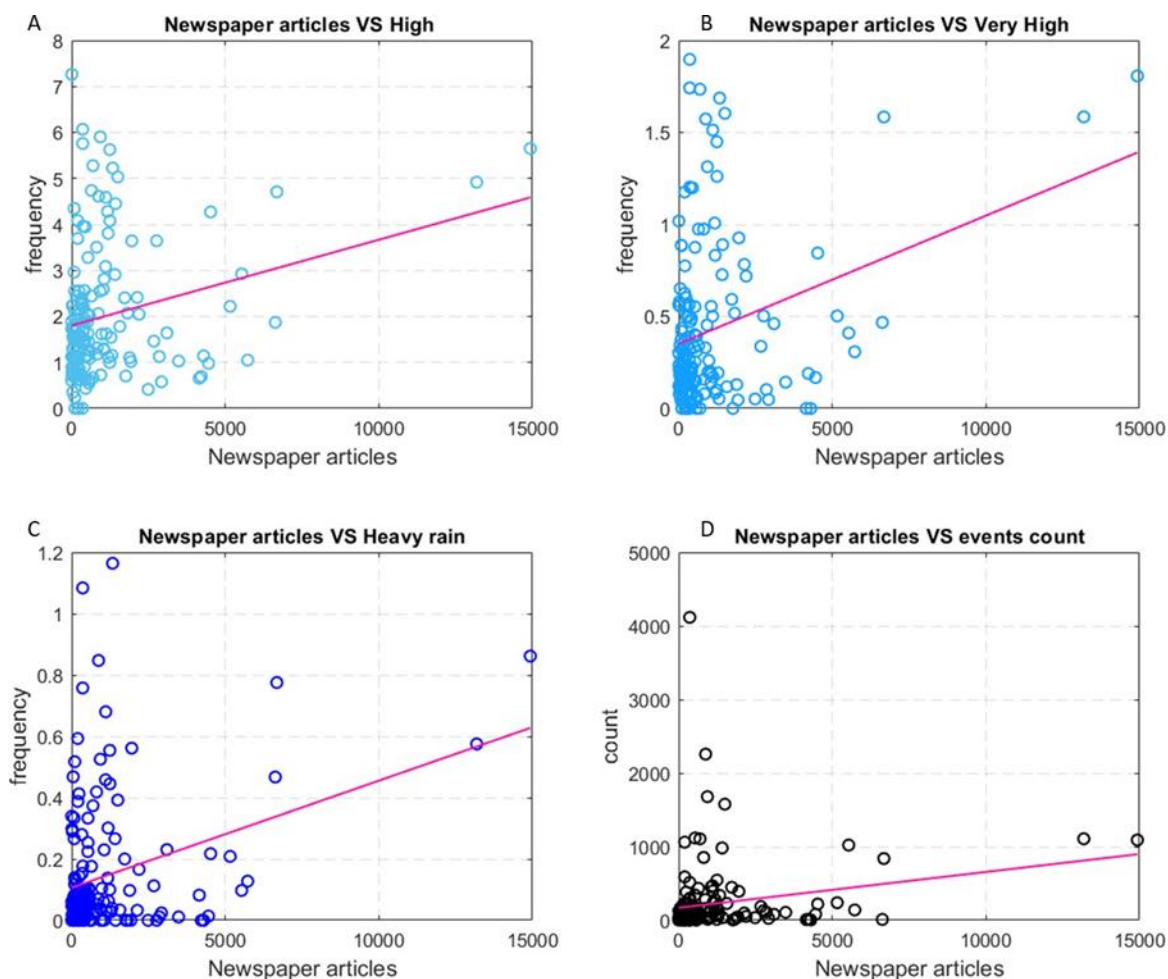 A
Newspaper articles VS High
8
7
6
5
4
3
2
1
0
frequency
0 5000 10000 15000
Newspaper articles
B
Newspaper articles VS Very High
2
1.5
1
0.5
0
frequency
0 5000 10000 15000
Newspaper articles
C
Newspaper articles VS Heavy rain
1.2
1
0.8
0.6
0.4
0.2
0
frequency
0 5000 10000 15000
Newspaper articles
D
Newspaper articles VS events count
5000
4000
3000
2000
1000
0
count
0 5000 10000 15000
Newspaper articles